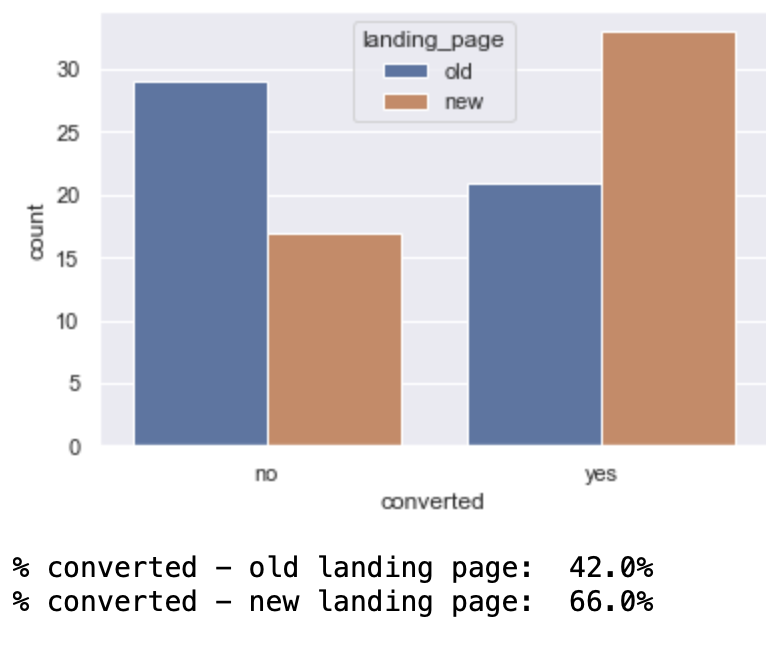 landing_page
old
new
30
25
20
15
10
5
0
count
no
yes
converted
% converted - old landing page:  42.0%
% converted - new landing page:  66.0%